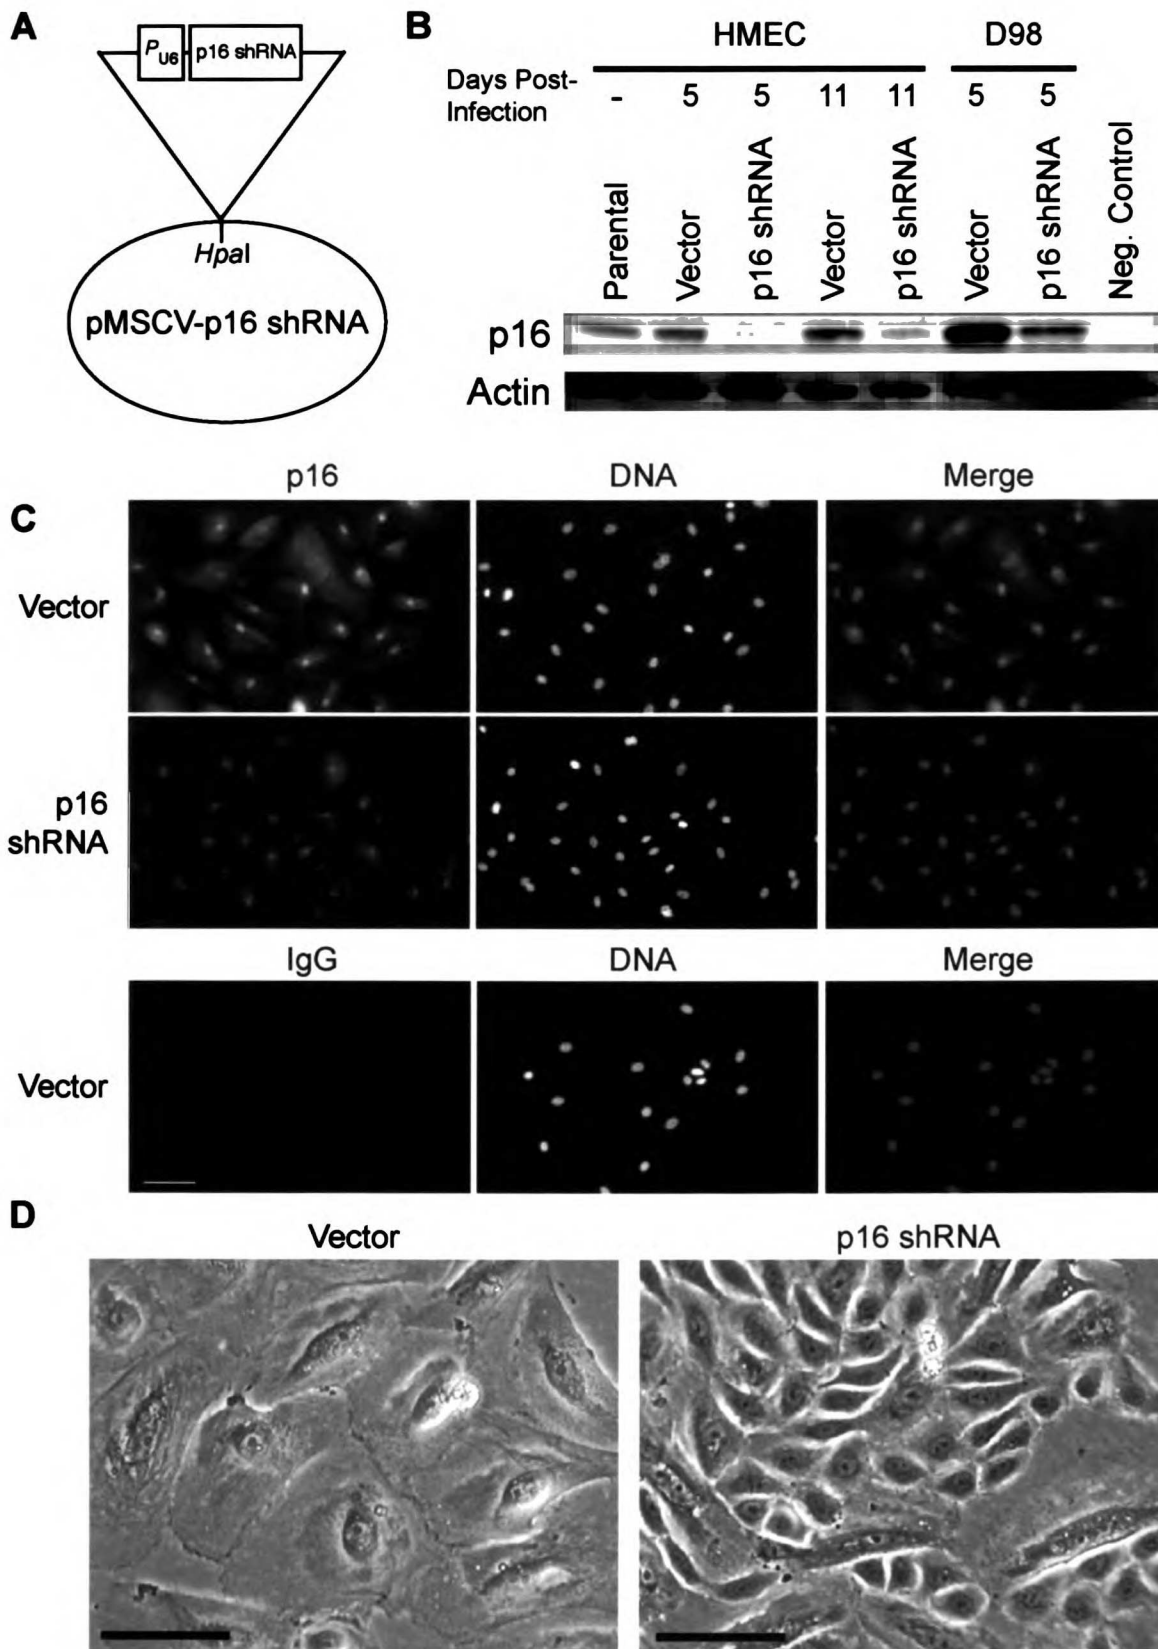 A
P U6 p16 shRNA
HpaI
pMSCV-p16 shRNA
B
HMEC D98
Days Post-
Infection
- 5 5 11 11 5 5
Parental
Vector
p16 shRNA
Vector
p16 shRNA
Vector
p16 shRNA
Neg. Control
p16
Actin
C
p16 DNA Merge
Vector
p16
shRNA
IgG DNA Merge
Vector
D
Vector p16 shRNA